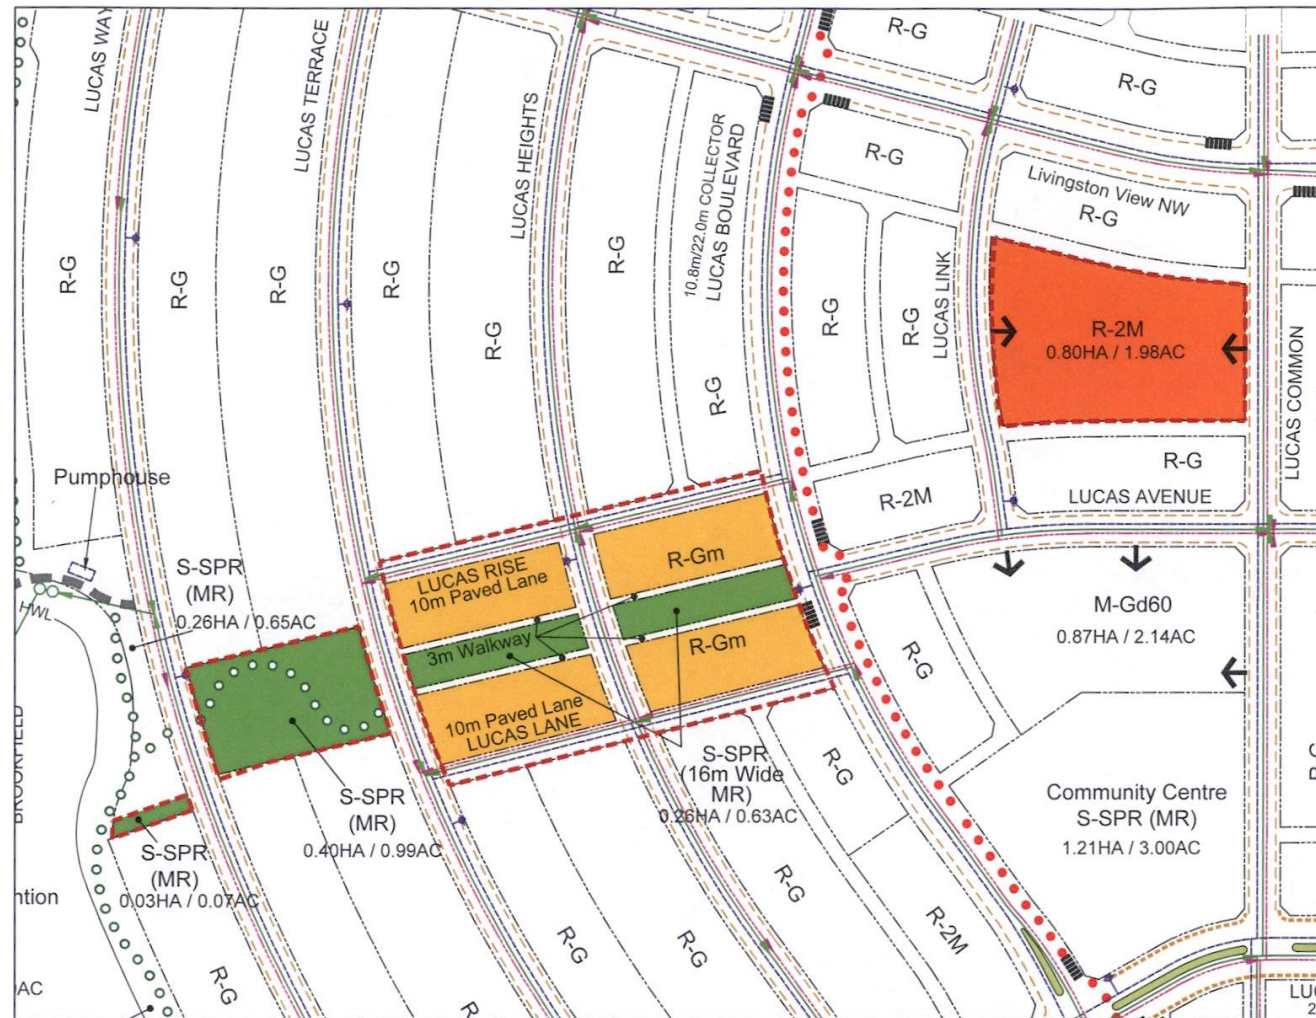 LUCAS WAY
LUCAS TERRACE
LUCAS HEIGHTS
10.8m/22.0m COLLECTOR
LUCAS BOULEVARD
R-G
R-G
R-G
Livingston View NW
R-G
R-G
R-G
R-G
R-G
R-G
R-G
R-G
R-G
R-G
R-G
LUCAS LINK
R-2M
0.80HA / 1.98AC
LUCAS COMMON
R-G
R-G
LUCAS AVENUE
R-2M
Pumphouse
S-SPR
(MR)
0.26HA / 0.65AC
HWL
LUCAS RISE
10m Paved Lane
R-Gm
3m Walkway
R-Gm
10m Paved Lane
LUCAS LANE
M-Gd60
0.87HA / 2.14AC
R-G
BROOKFIELD
S-SPR
(MR)
0.40HA / 0.99AC
S-SPR
(16m Wide
MR)
0.26HA / 0.63AC
R-G
Community Centre
S-SPR (MR)
1.21HA / 3.00AC
S-SPR
(MR)
0.03HA / 0.07AC
ntion
R-G
R-G
R-G
R-G
R-2M
AC